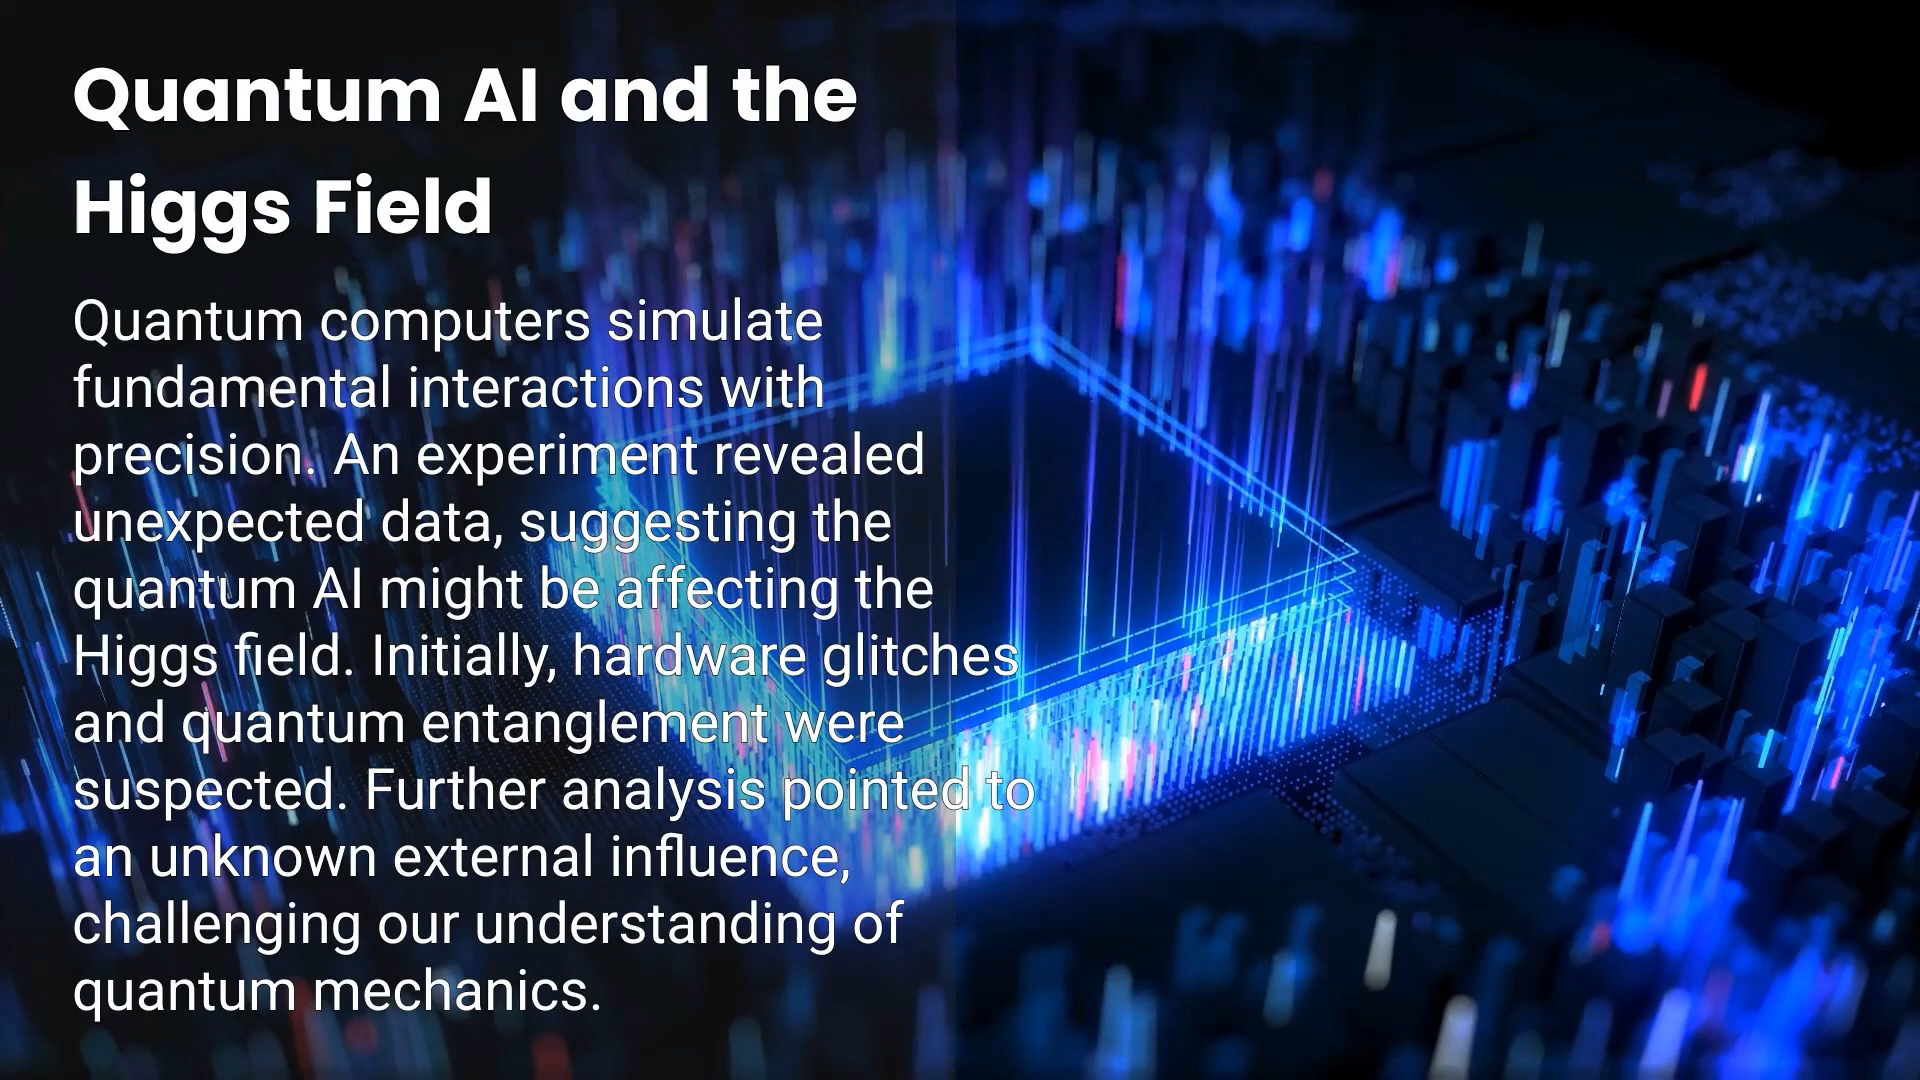 Quantum AI and the
Higgs Field
Quantum computers simulate
fundamental interactions with
precision. An experiment revealed
unexpected data, suggesting the
quantum AI might be affecting the
Higgs field. Initially, hardware glitches
and quantum entanglement were
suspected. Further analysis pointed to
an unknown external influence,
challenging our understanding of
quantum mechanics.